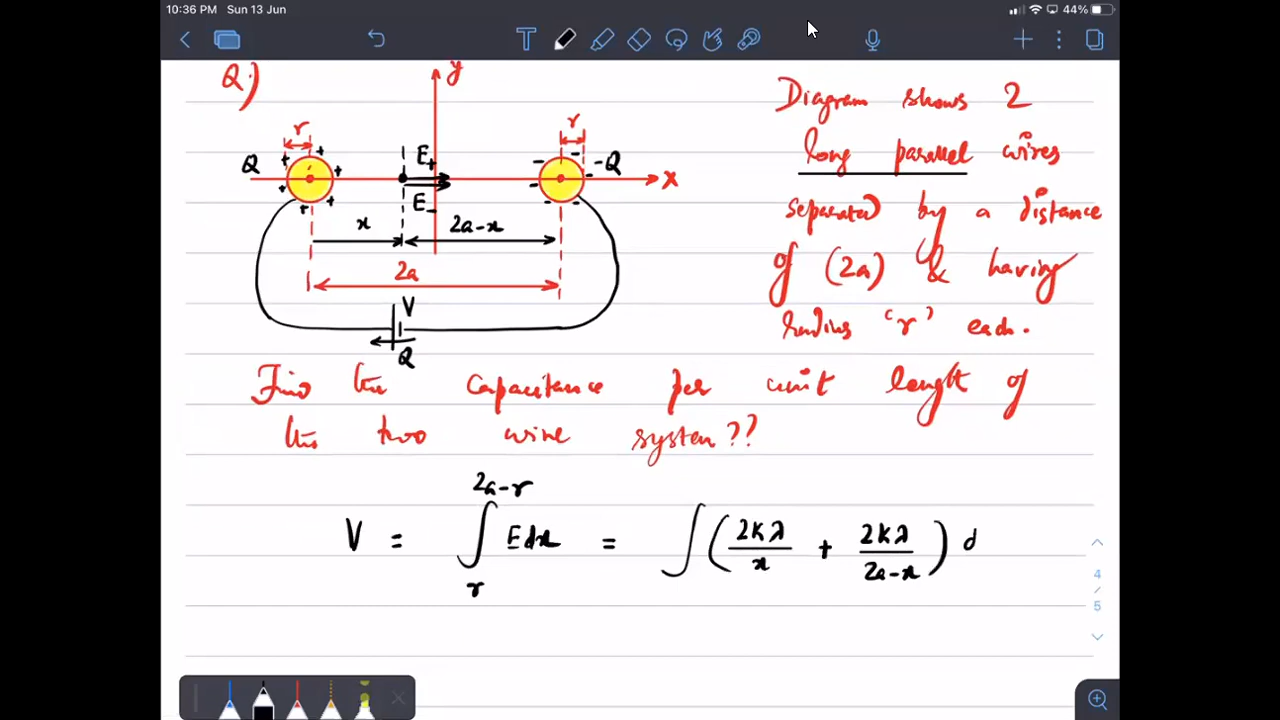 10:36 PM Sun 13 Jun 44%
T
Q.)
y
Diagram shows 2
r r
long parallel wires
Q + + + + + + + E+ - - - - - - -Q
x
E-
separated by a distance
x 2a-x
of (2a) & having
2a
V
radius 'r' each.
Q
Find the capacitance per unit length of
the two wire system??
2a-r
V = ∫ E dx = ∫ ( 2Kλ/x + 2Kλ/2a-x ) d
r
4
/
5